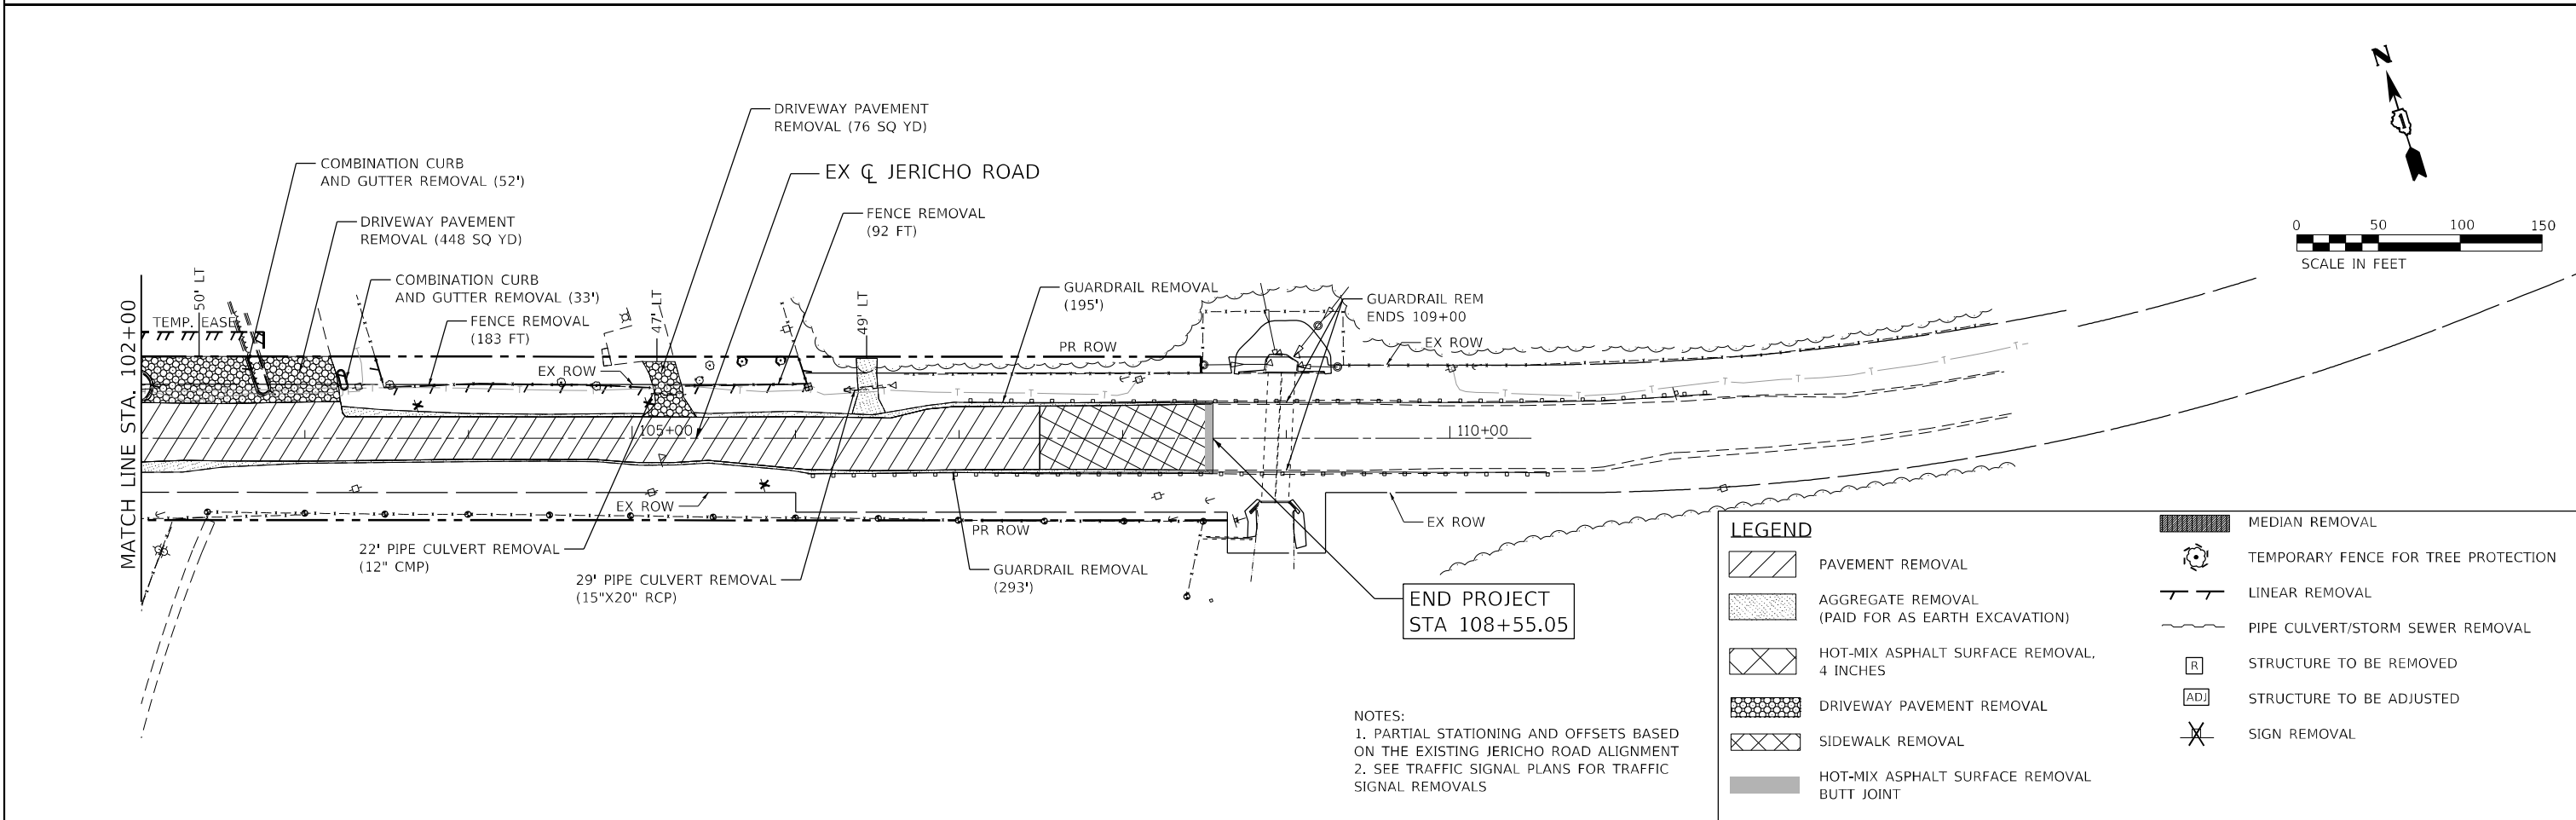 N
DRIVEWAY PAVEMENT
REMOVAL (76 SQ YD)
COMBINATION CURB
AND GUTTER REMOVAL (52')
EX ℄ JERICHO ROAD
DRIVEWAY PAVEMENT
REMOVAL (448 SQ YD)
FENCE REMOVAL
(92 FT)
0 50 100 150
SCALE IN FEET
COMBINATION CURB
AND GUTTER REMOVAL (33')
50' LT
TEMP. EASE
FENCE REMOVAL
(183 FT)
47' LT
49' LT
GUARDRAIL REMOVAL
(195')
GUARDRAIL REM
ENDS 109+00
PR ROW
EX ROW
EX ROW
MATCH LINE STA. 102+00
105+00
110+00
EX ROW
PR ROW
EX ROW
22' PIPE CULVERT REMOVAL
(12" CMP)
29' PIPE CULVERT REMOVAL
(15"X20" RCP)
GUARDRAIL REMOVAL
(293')
END PROJECT
STA 108+55.05
NOTES:
1. PARTIAL STATIONING AND OFFSETS BASED
ON THE EXISTING JERICHO ROAD ALIGNMENT
2. SEE TRAFFIC SIGNAL PLANS FOR TRAFFIC
SIGNAL REMOVALS
LEGEND
PAVEMENT REMOVAL
AGGREGATE REMOVAL
(PAID FOR AS EARTH EXCAVATION)
HOT-MIX ASPHALT SURFACE REMOVAL,
4 INCHES
DRIVEWAY PAVEMENT REMOVAL
SIDEWALK REMOVAL
HOT-MIX ASPHALT SURFACE REMOVAL
BUTT JOINT
MEDIAN REMOVAL
TEMPORARY FENCE FOR TREE PROTECTION
LINEAR REMOVAL
PIPE CULVERT/STORM SEWER REMOVAL
R
STRUCTURE TO BE REMOVED
ADJ
STRUCTURE TO BE ADJUSTED
SIGN REMOVAL